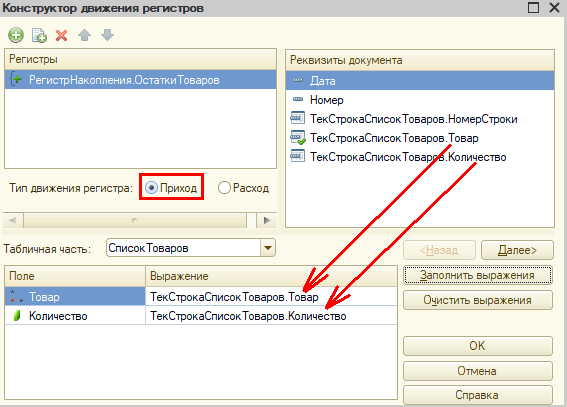 Конструктор движения регистров
Регистры
РегистрНакопления.ОстаткиТоваров
Тип движения регистра: Приход Расход
Реквизиты документа
Дата
Номер
ТекСтрокаСписокТоваров.НомерСтроки
ТекСтрокаСписокТоваров.Товар
ТекСтрокаСписокТоваров.Количество
Табличная часть: СписокТоваров
<Назад Далее>
Поле Выражение
Товар ТекСтрокаСписокТоваров.Товар
Количество ТекСтрокаСписокТоваров.Количество
Заполнить выражения
Очистить выражения
ОК
Отмена
Справка